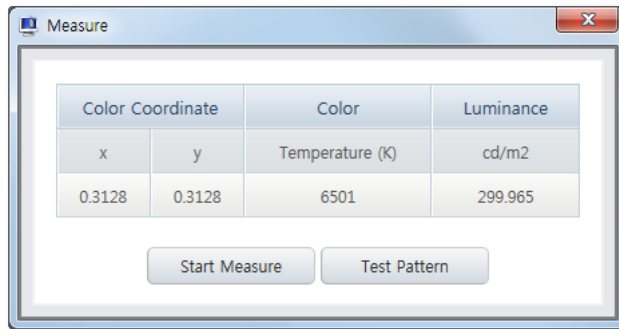 Measure
Color Coordinate Color Luminance
x y Temperature (K) cd/m2
0.3128 0.3128 6501 299.965
Start Measure Test Pattern